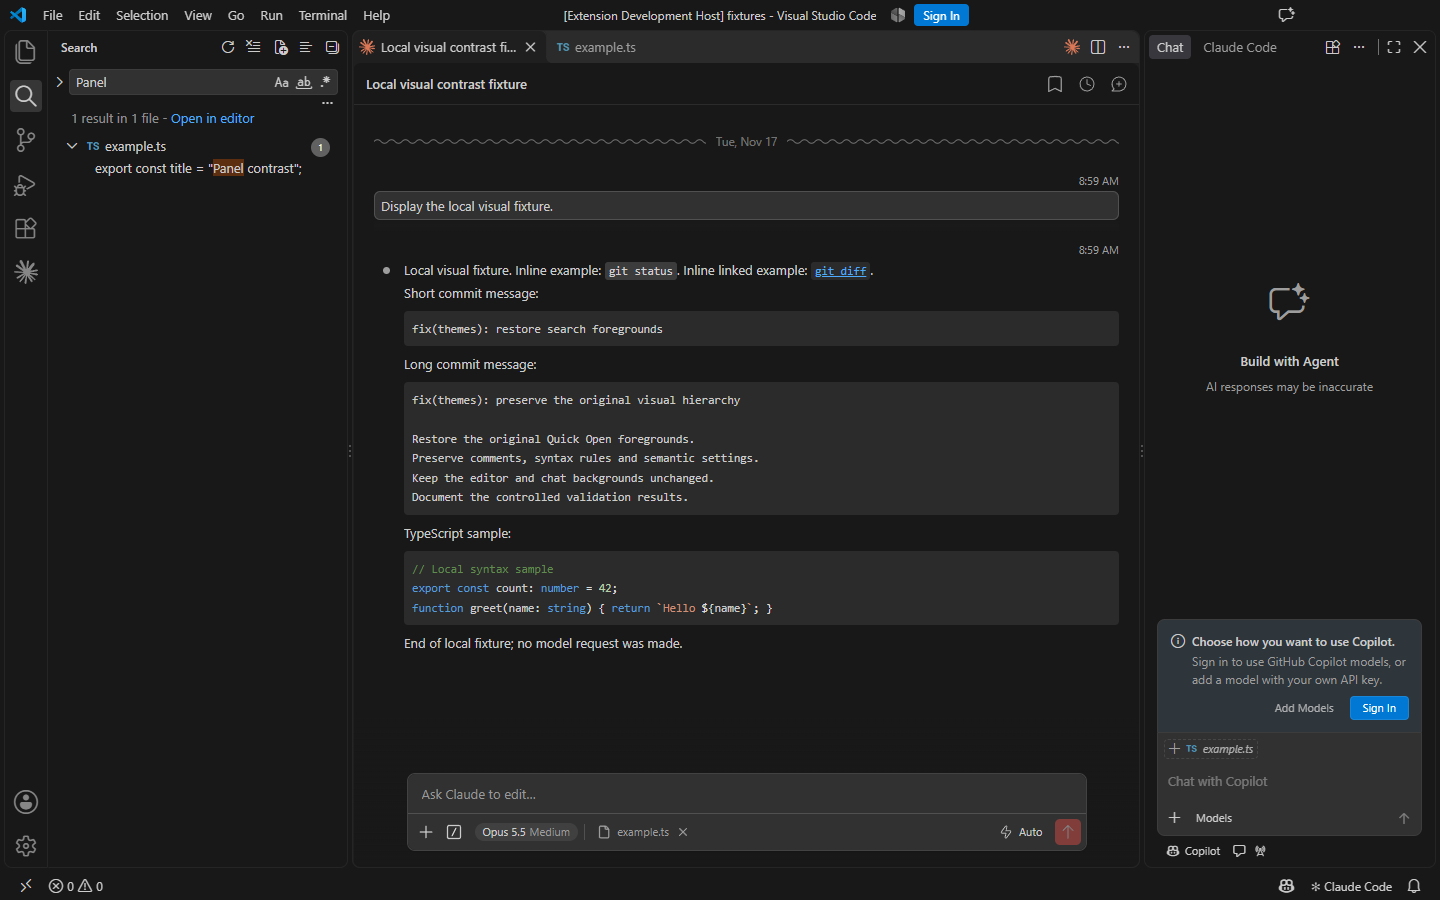 File Edit Selection View Go Run Terminal Help
[Extension Development Host] fixtures - Visual Studio Code
Sign In
Search
Panel
Aa ab .*
1 result in 1 file - Open in editor
TS example.ts 1
export const title = "Panel contrast";
Local visual contrast fi...
TS example.ts
Local visual contrast fixture
Tue, Nov 17
8:59 AM
Display the local visual fixture.
8:59 AM
Local visual fixture. Inline example: git status. Inline linked example: git diff.
Short commit message:
fix(themes): restore search foregrounds
Long commit message:
fix(themes): preserve the original visual hierarchy
Restore the original Quick Open foregrounds.
Preserve comments, syntax rules and semantic settings.
Keep the editor and chat backgrounds unchanged.
Document the controlled validation results.
TypeScript sample:
// Local syntax sample
export const count: number = 42;
function greet(name: string) { return `Hello ${name}`; }
End of local fixture; no model request was made.
Ask Claude to edit...
Opus 5.5 Medium
example.ts
Auto
Chat Claude Code
Build with Agent
AI responses may be inaccurate
Choose how you want to use Copilot.
Sign in to use GitHub Copilot models, or
add a model with your own API key.
Add Models Sign In
TS example.ts
Chat with Copilot
Models
Copilot
0 0
Claude Code